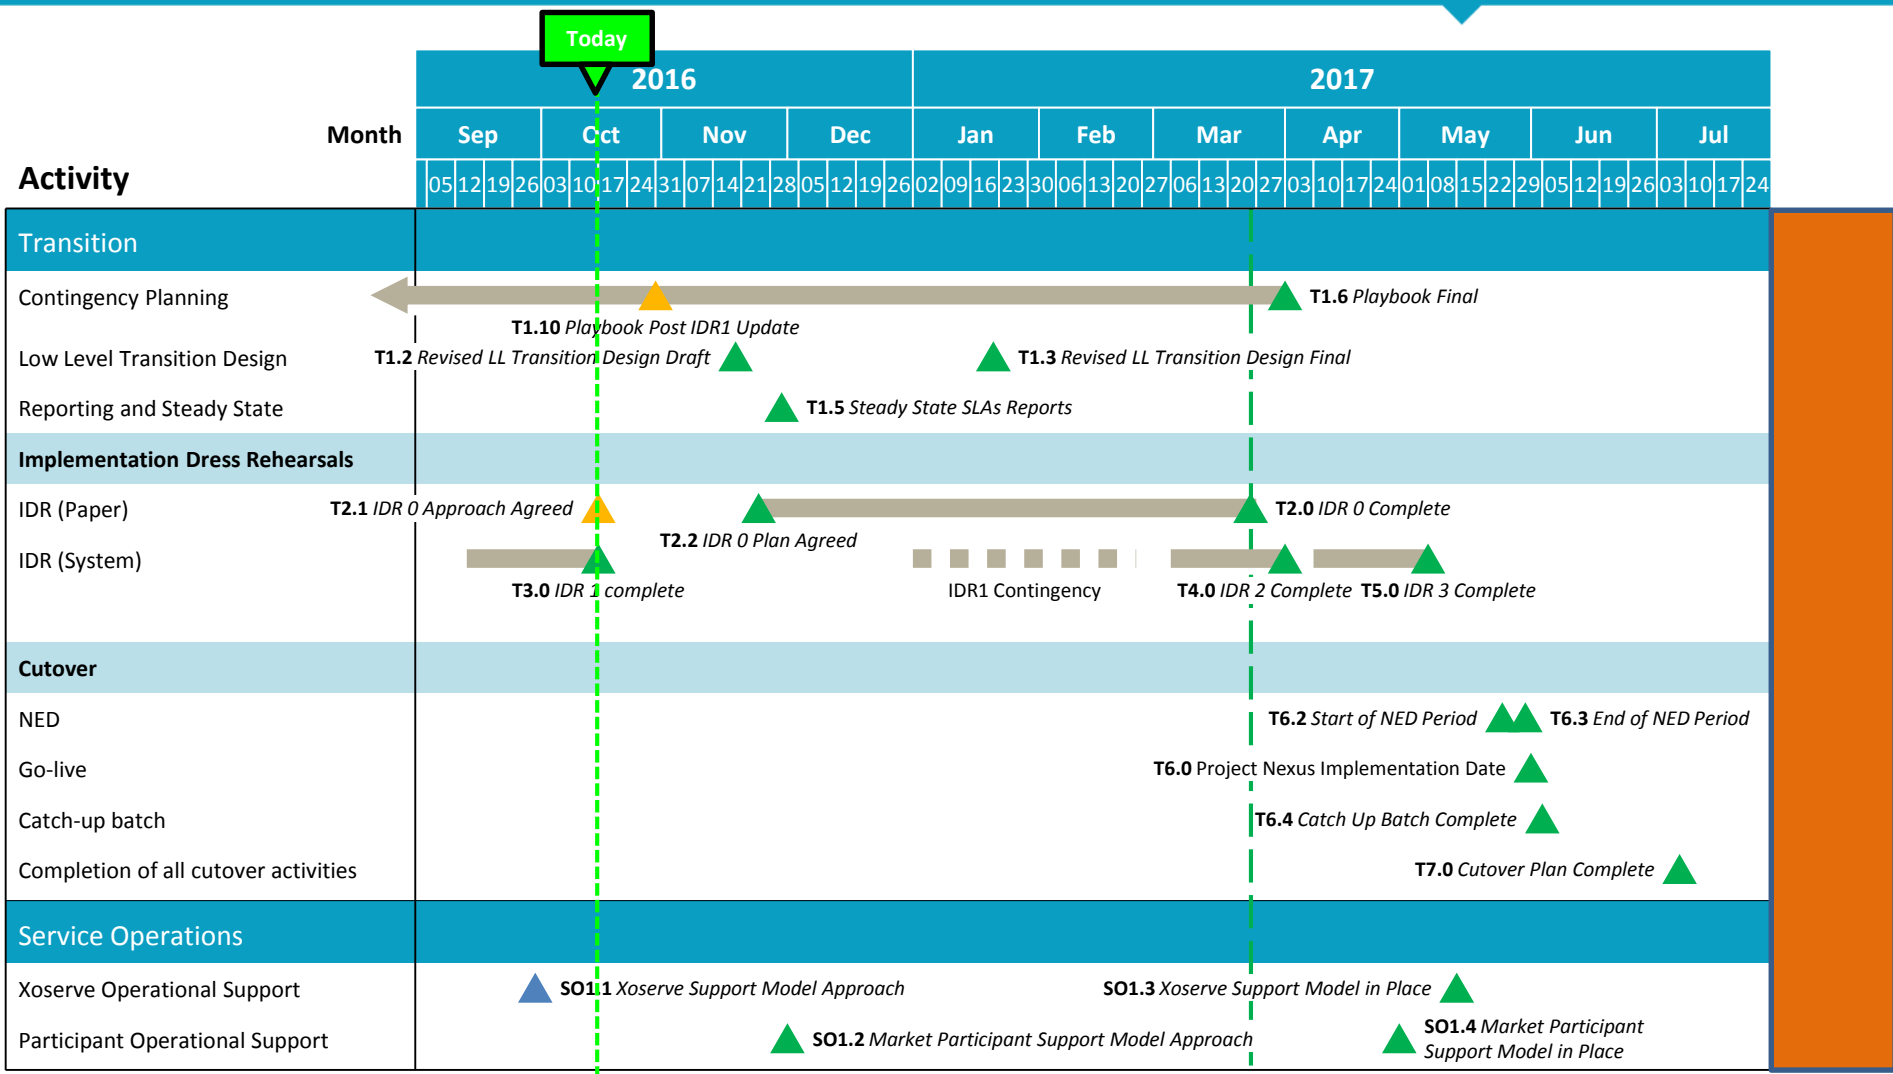 Today
2016
2017
Month
Sep
Oct
Nov
Dec
Jan
Feb
Mar
Apr
May
Jun
Jul
Activity
05 12 19 26 03 10 17 24 31 07 14 21 28 05 12 19 26 02 09 16 23 30 06 13 20 27 06 13 20 27 03 10 17 24 01 08 15 22 29 05 12 19 26 03 10 17 24
Transition
Contingency Planning
T1.6 Playbook Final
T1.10 Playbook Post IDR1 Update
Low Level Transition Design
T1.2 Revised LL Transition Design Draft
T1.3 Revised LL Transition Design Final
Reporting and Steady State
T1.5 Steady State SLAs Reports
Implementation Dress Rehearsals
IDR (Paper)
T2.1 IDR 0 Approach Agreed
T2.0 IDR 0 Complete
T2.2 IDR 0 Plan Agreed
IDR (System)
T3.0 IDR 1 complete
IDR1 Contingency
T4.0 IDR 2 Complete
T5.0 IDR 3 Complete
Cutover
NED
T6.2 Start of NED Period
T6.3 End of NED Period
Go-live
T6.0 Project Nexus Implementation Date
Catch-up batch
T6.4 Catch Up Batch Complete
Completion of all cutover activities
T7.0 Cutover Plan Complete
Service Operations
Xoserve Operational Support
SO1.1 Xoserve Support Model Approach
SO1.3 Xoserve Support Model in Place
Participant Operational Support
SO1.2 Market Participant Support Model Approach
SO1.4 Market Participant
Support Model in Place